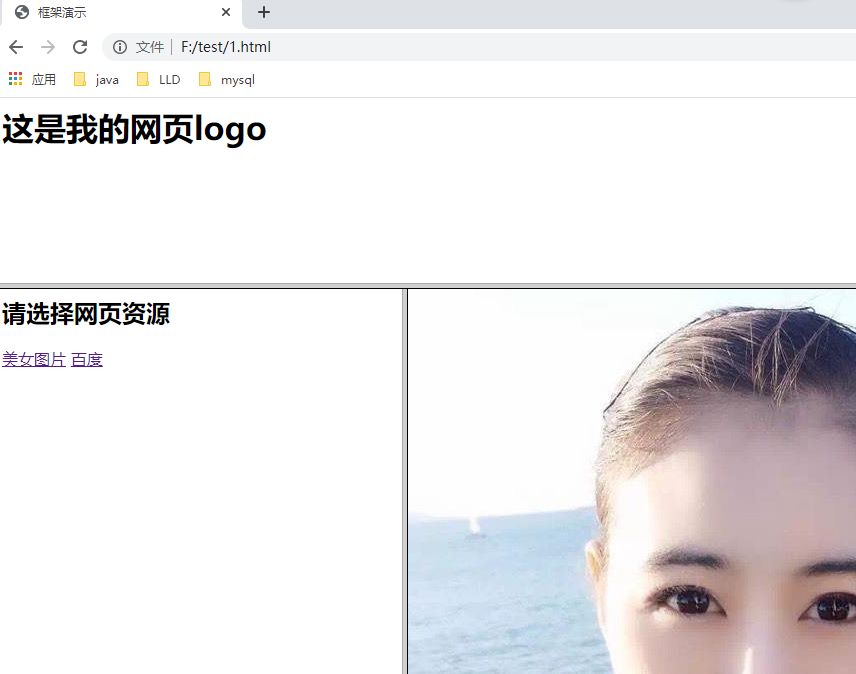 框架演示
文件 F:/test/1.html
应用 java LLD mysql
这是我的网页logo
请选择网页资源
美女图片 百度